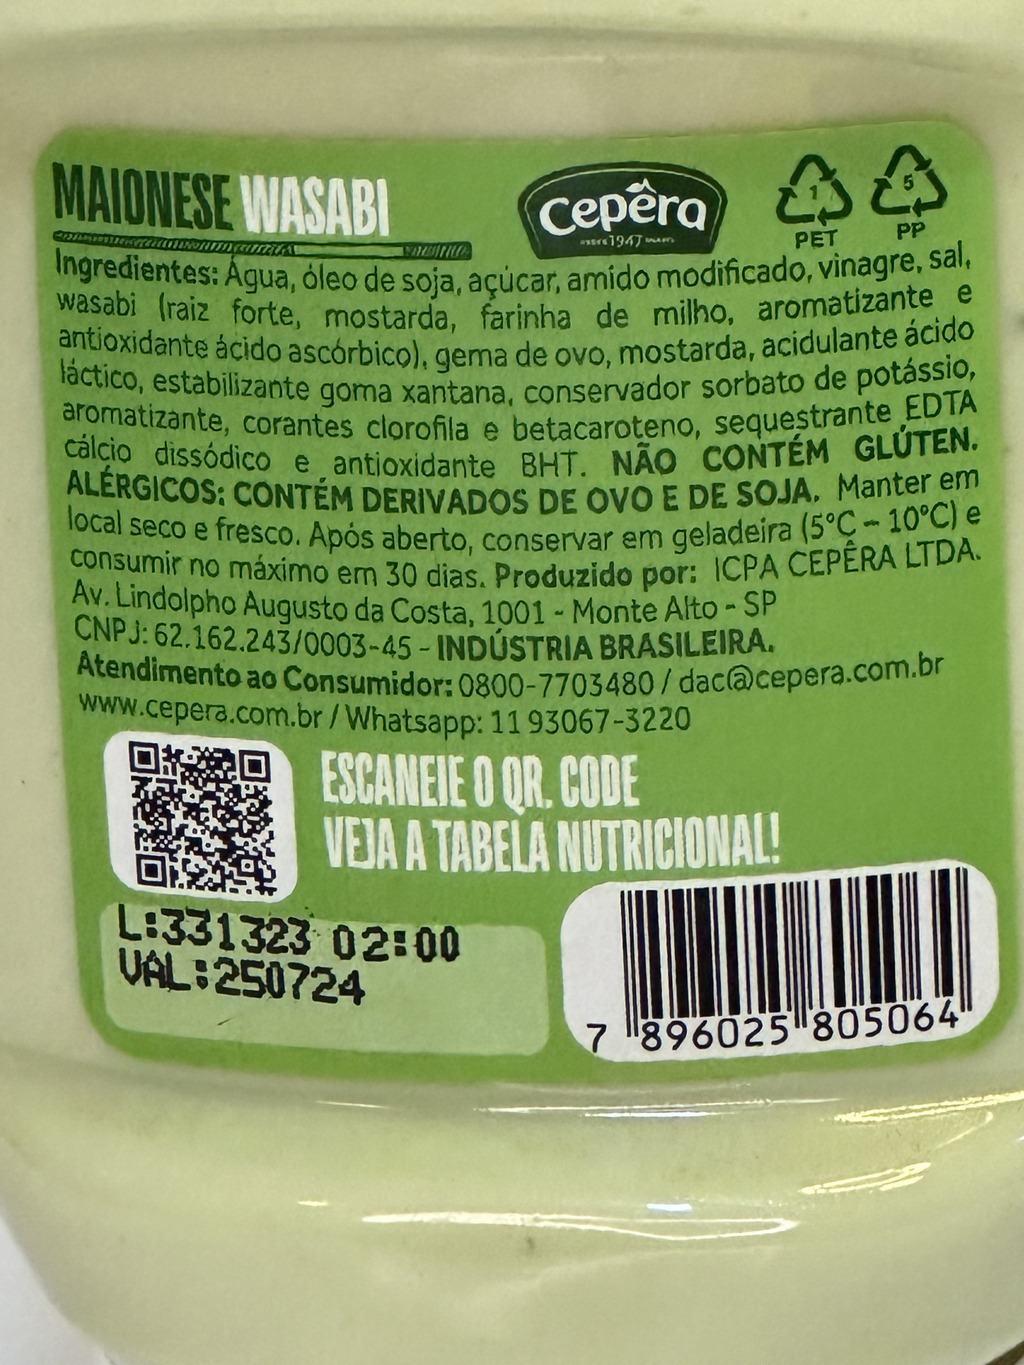 MAIONESE WASABI
Cepêra
DESDE 1947
1
PET
5
PP
Ingredientes: Água, óleo de soja, açúcar, amido modificado, vinagre, sal,
wasabi (raiz forte, mostarda, farinha de milho, aromatizante e
antioxidante ácido ascórbico), gema de ovo, mostarda, acidulante ácido
láctico, estabilizante goma xantana, conservador sorbato de potássio,
aromatizante, corantes clorofila e betacaroteno, sequestrante EDTA
cálcio dissódico e antioxidante BHT. NÃO CONTÉM GLÚTEN.
ALÉRGICOS: CONTÉM DERIVADOS DE OVO E DE SOJA. Manter em
local seco e fresco. Após aberto, conservar em geladeira (5°C – 10°C) e
consumir no máximo em 30 dias. Produzido por: ICPA CEPÊRA LTDA.
Av. Lindolpho Augusto da Costa, 1001 - Monte Alto - SP
CNPJ: 62.162.243/0003-45 - INDÚSTRIA BRASILEIRA.
Atendimento ao Consumidor: 0800-7703480 / dac@cepera.com.br
www.cepera.com.br / Whatsapp: 11 93067-3220
ESCANEIE O QR. CODE
VEJA A TABELA NUTRICIONAL!
L:331323 02:00
VAL:250724
7 896025 805064